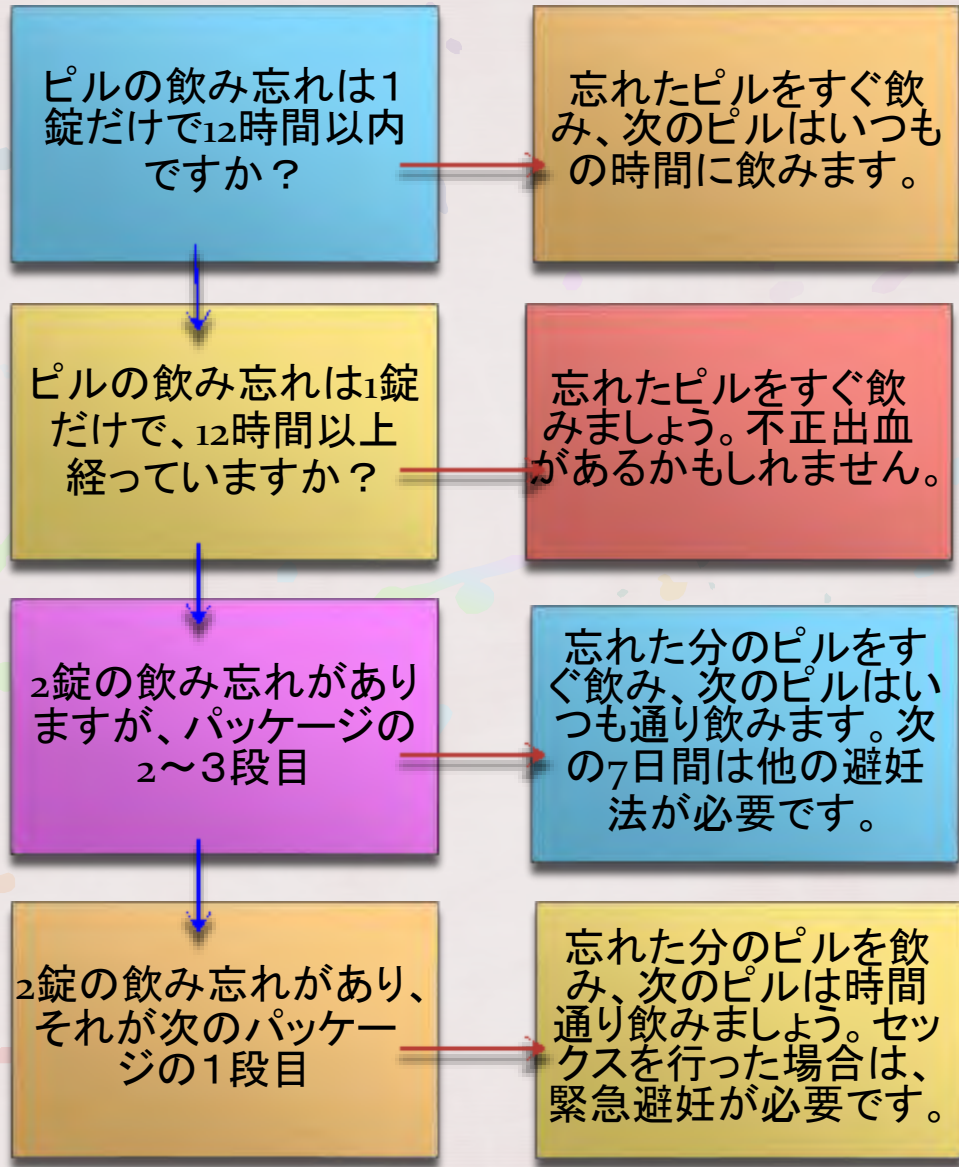 ピルの飲み忘れは１
錠だけで12時間以内
ですか？
忘れたピルをすぐ飲
み、次のピルはいつも
の時間に飲みます。
ピルの飲み忘れは1錠
だけで、12時間以上
経っていますか？
忘れたピルをすぐ飲
みましょう。不正出血
があるかもしれません。
2錠の飲み忘れがあり
ますが、パッケージの
2～３段目
忘れた分のピルをす
ぐ飲み、次のピルはい
つも通り飲みます。次
の7日間は他の避妊
法が必要です。
2錠の飲み忘れがあり、
それが次のパッケー
ジの１段目
忘れた分のピルを飲
み、次のピルは時間
通り飲みましょう。セッ
クスを行った場合は、
緊急避妊が必要です。